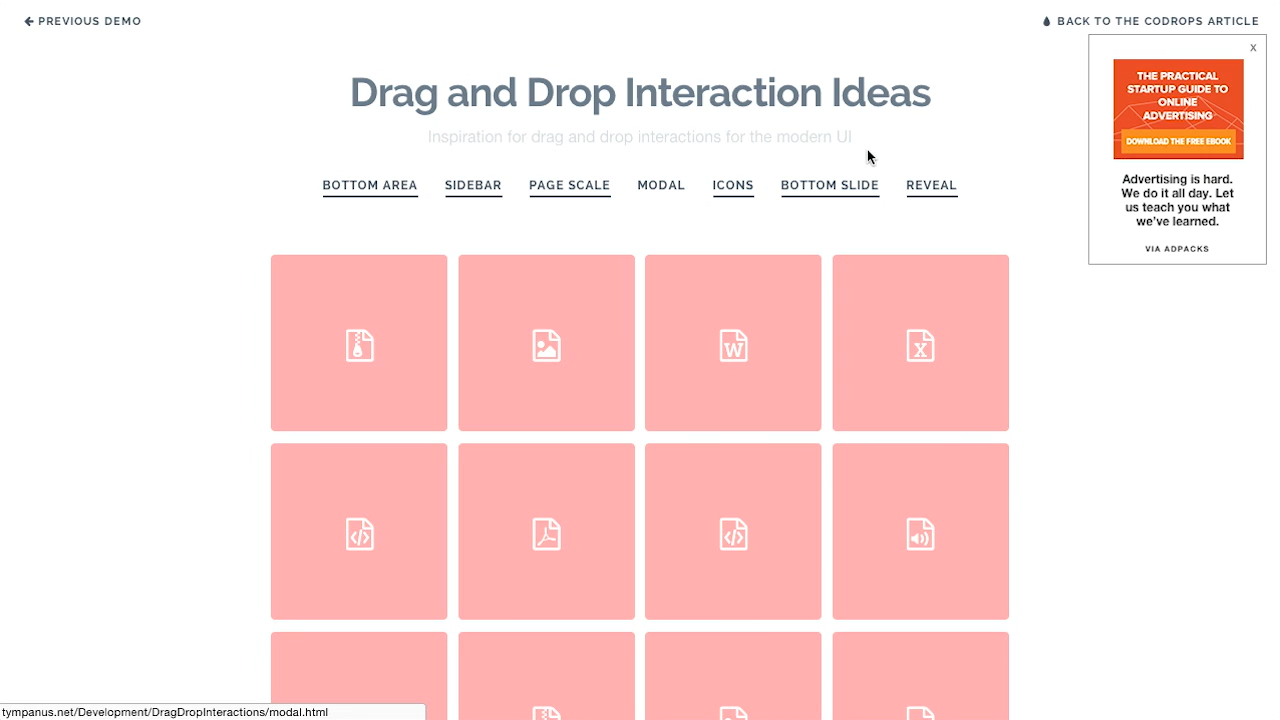 PREVIOUS DEMO
BACK TO THE CODROPS ARTICLE
X
THE PRACTICAL
STARTUP GUIDE TO
ONLINE
ADVERTISING
DOWNLOAD THE FREE EBOOK
Advertising is hard.
We do it all day. Let
us teach you what
we've learned.
VIA ADPACKS
Drag and Drop Interaction Ideas
Inspiration for drag and drop interactions for the modern UI
BOTTOM AREA SIDEBAR PAGE SCALE MODAL ICONS BOTTOM SLIDE REVEAL
W
X
tympanus.net/Development/DragDropInteractions/modal.html